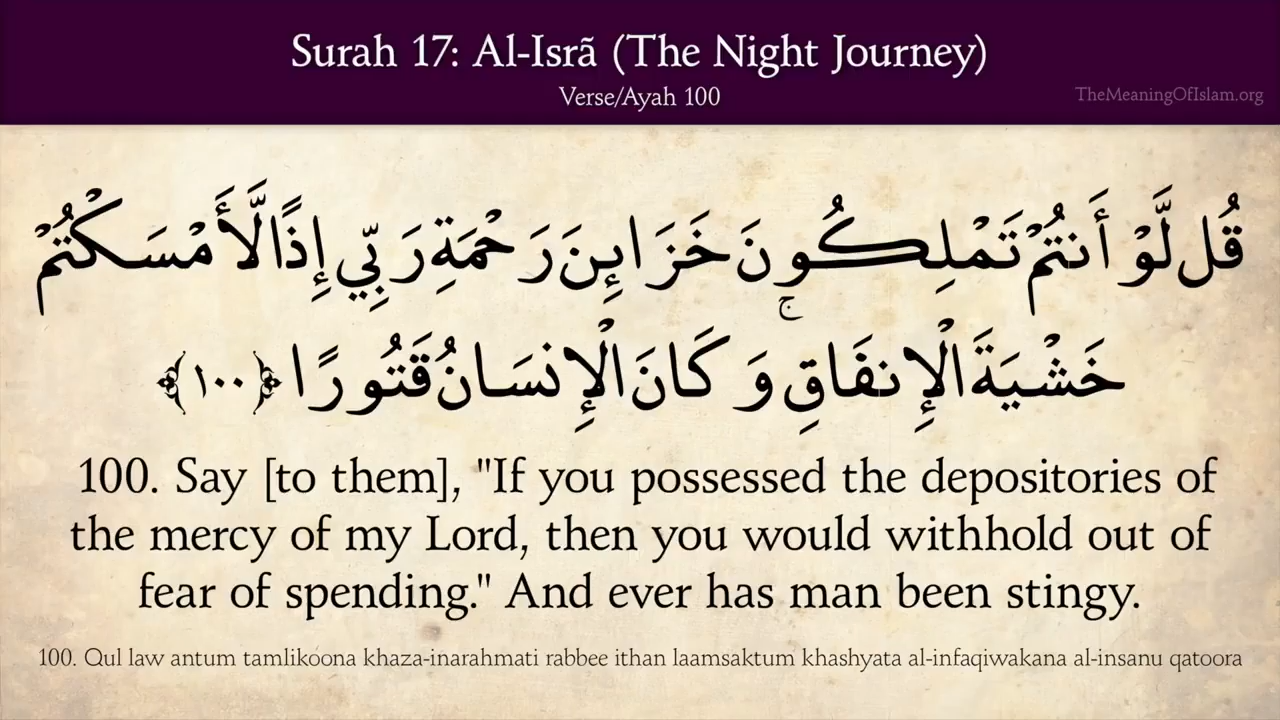 Surah 17: Al-Isrã (The Night Journey)
Verse/Ayah 100
TheMeaningOfIslam.org
قُل لَّوْ أَنتُمْ تَمْلِكُونَ خَزَائِنَ رَحْمَةِ رَبِّي إِذًا لَّأَمْسَكْتُمْ
خَشْيَةَ الْإِنفَاقِ ۚ وَكَانَ الْإِنسَانُ قَتُورًا ﴿١٠٠﴾
100. Say [to them], "If you possessed the depositories of
the mercy of my Lord, then you would withhold out of
fear of spending." And ever has man been stingy.
100. Qul law antum tamlikoona khaza-inarahmati rabbee ithan laamsaktum khashyata al-infaqiwakana al-insanu qatoora